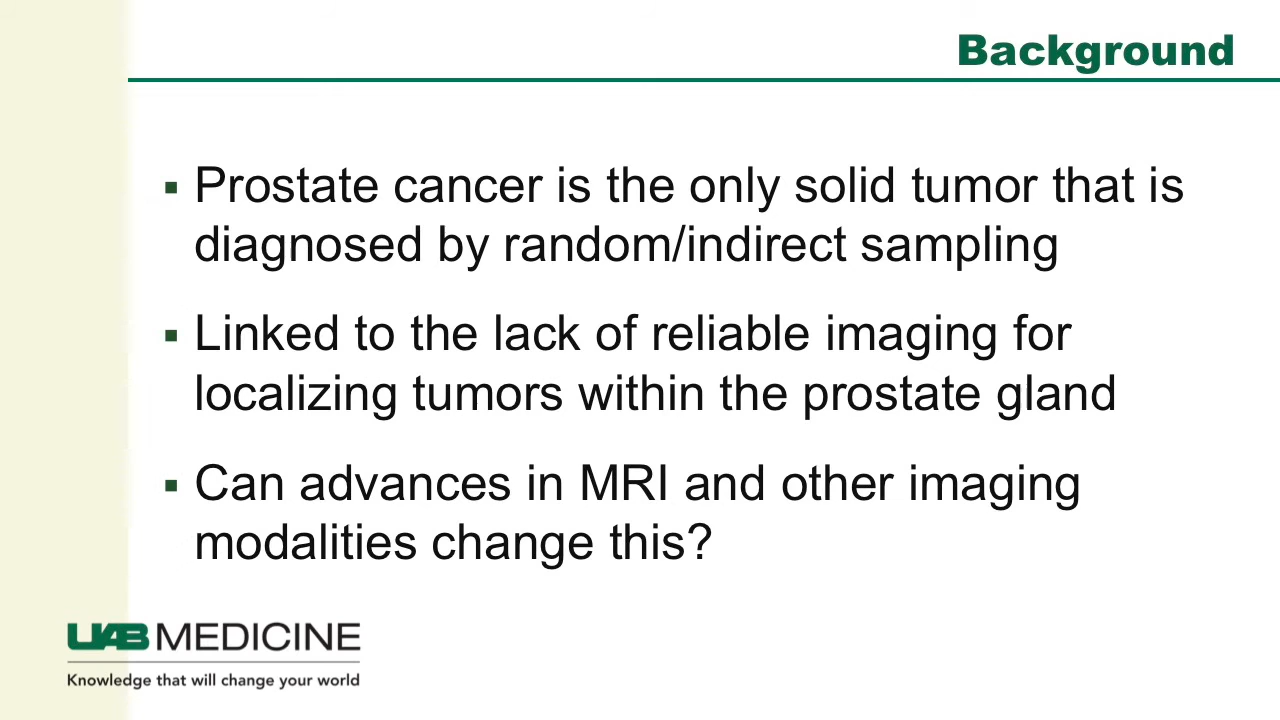 Background
▪ Prostate cancer is the only solid tumor that is
diagnosed by random/indirect sampling
▪ Linked to the lack of reliable imaging for
localizing tumors within the prostate gland
▪ Can advances in MRI and other imaging
modalities change this?
UAB MEDICINE
Knowledge that will change your world